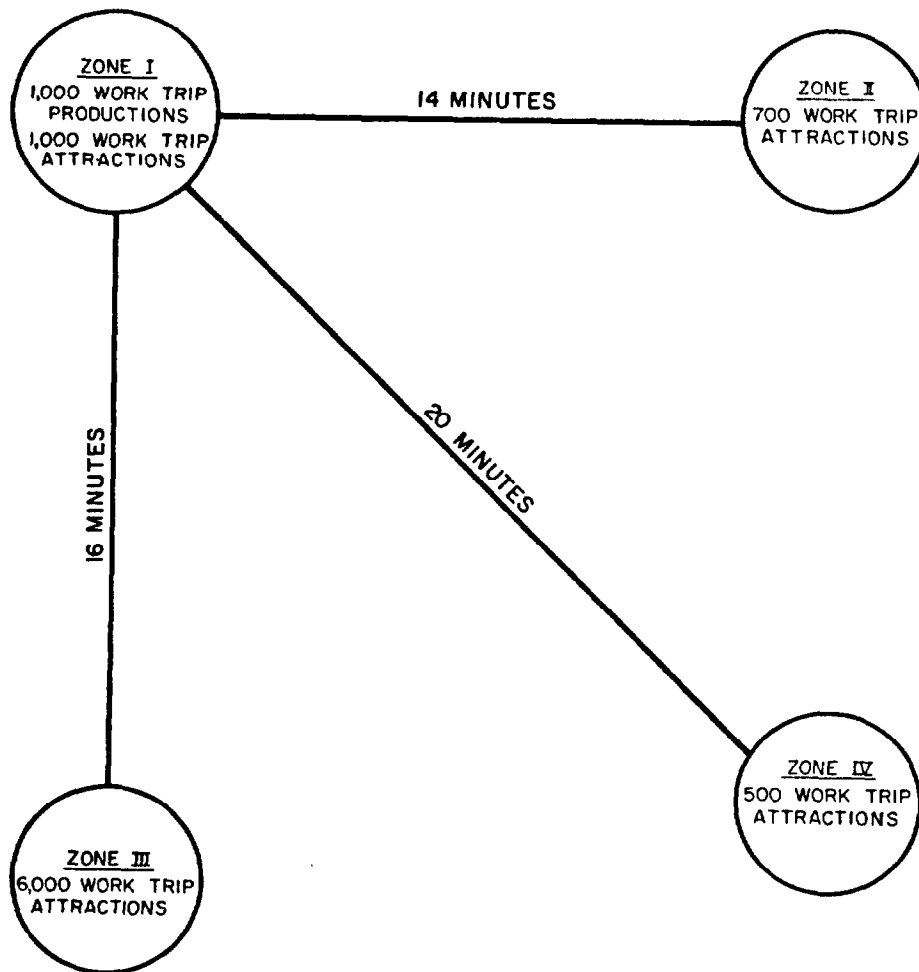 ZONE I
1,000 WORK TRIP
PRODUCTIONS
1,000 WORK TRIP
ATTRACTIONS
14 MINUTES
ZONE II
700 WORK TRIP
ATTRACTIONS
16 MINUTES
20 MINUTES
ZONE III
6,000 WORK TRIP
ATTRACTIONS
ZONE IV
500 WORK TRIP
ATTRACTIONS